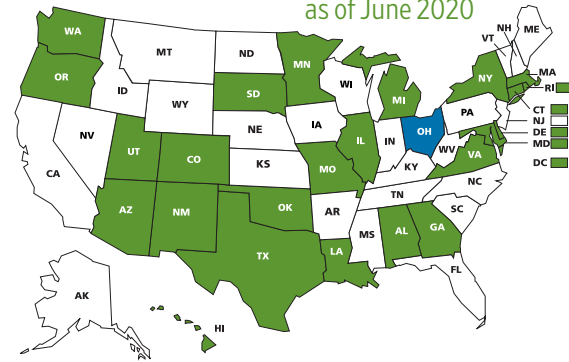 as of June 2020
WA
MT
ND
MN
VT
NH
ME
OR
ID
SD
WI
MI
NY
MA
RI
WY
CT
NJ
DE
MD
DC
NV
NE
IA
PA
IL
IN
OH
UT
CO
WV
VA
CA
KS
MO
KY
NC
TN
AZ
NM
OK
AR
SC
MS
AL
GA
TX
LA
FL
AK
HI